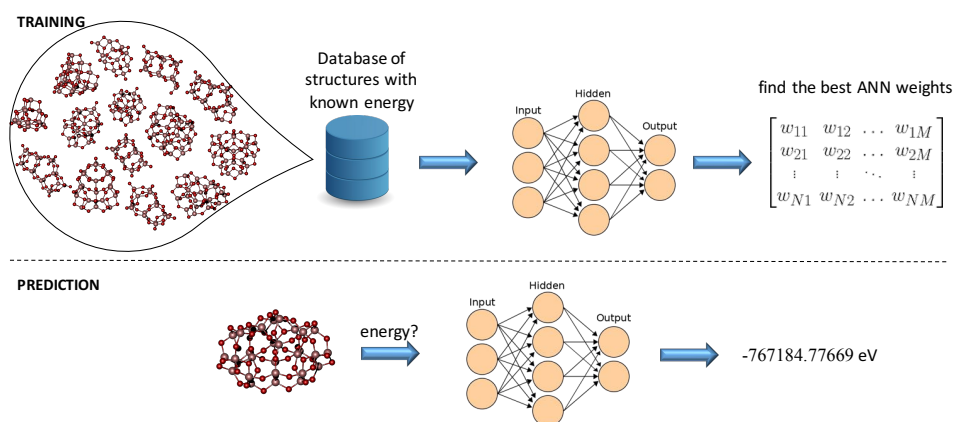 TRAINING
Database of
structures with
known energy
Input
Hidden
Output
find the best ANN weights
w11 w12 ... w1M
w21 w22 ... w2M
⋮ ⋮ ⋱ ⋮
wN1 wN2 ... wNM
PREDICTION
energy?
Input
Hidden
Output
-767184.77669 eV